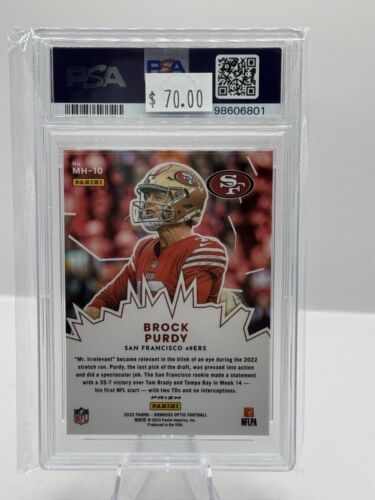 PSA
PSA
$ 70.00
98606801
No.
MH-10
PANINI
SF
BROCK
PURDY
SAN FRANCISCO 49ERS
"Mr. Irrelevant" became relevant in the blink of an eye during the 2022
stretch run. Purdy, the last pick of the draft, was pressed into action
and did a spectacular job. The San Francisco rookie made a statement
with a 35-7 victory over Tom Brady and Tampa Bay in Week 14 —
his first NFL start — with two TDs and no interceptions.
PRIZM
NFL
PANINI
2022 PANINI - DONRUSS OPTIC FOOTBALL
© 2023 Panini America, Inc.
Produced in the USA.
NFLPA